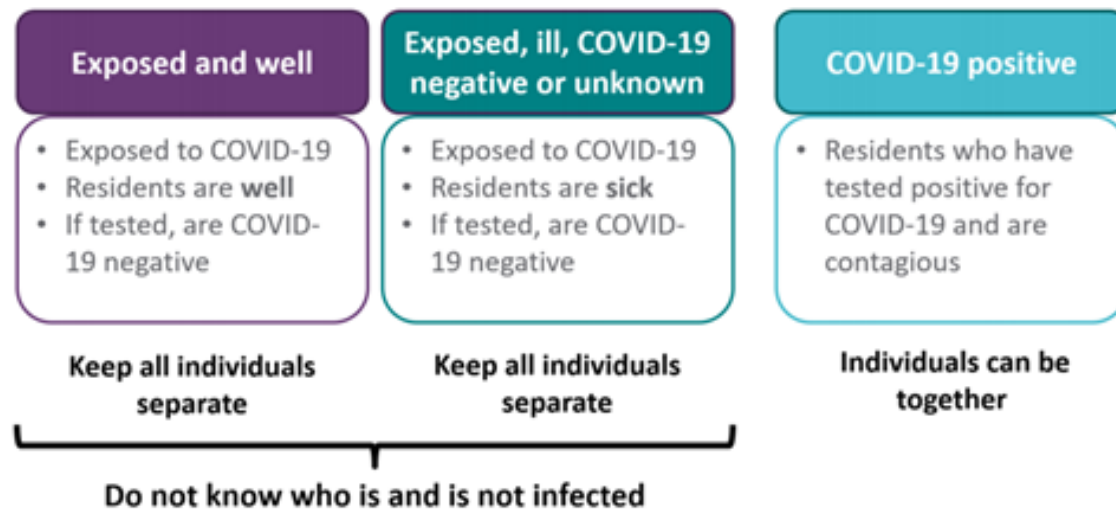 Exposed and well
• Exposed to COVID-19
• Residents are well
• If tested, are COVID-
19 negative
Keep all individuals
separate
Exposed, ill, COVID-19
negative or unknown
• Exposed to COVID-19
• Residents are sick
• If tested, are COVID-
19 negative
Keep all individuals
separate
COVID-19 positive
• Residents who have
tested positive for
COVID-19 and are
contagious
Individuals can be
together
Do not know who is and is not infected